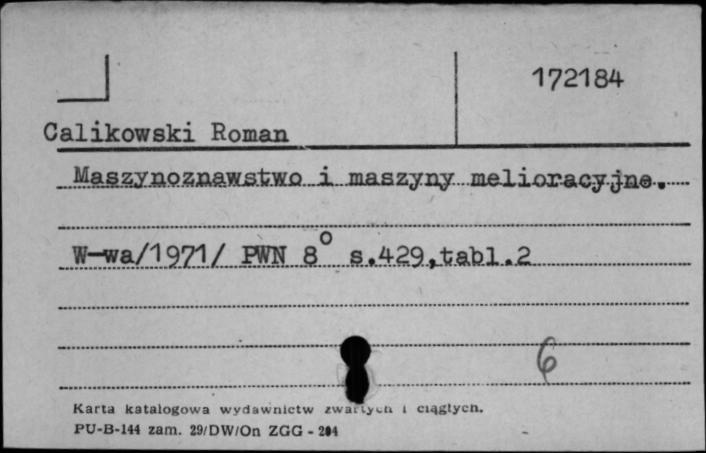 172184
Calikowski Roman
Maszynoznawstwo i maszyny melioracyjne.
W-wa/1971/ PWN 8° s.429,tabl.2
6
Karta katalogowa wydawnictw zwartych i ciągłych.
PU-B-144 zam. 29/DW/On ZGG - 204